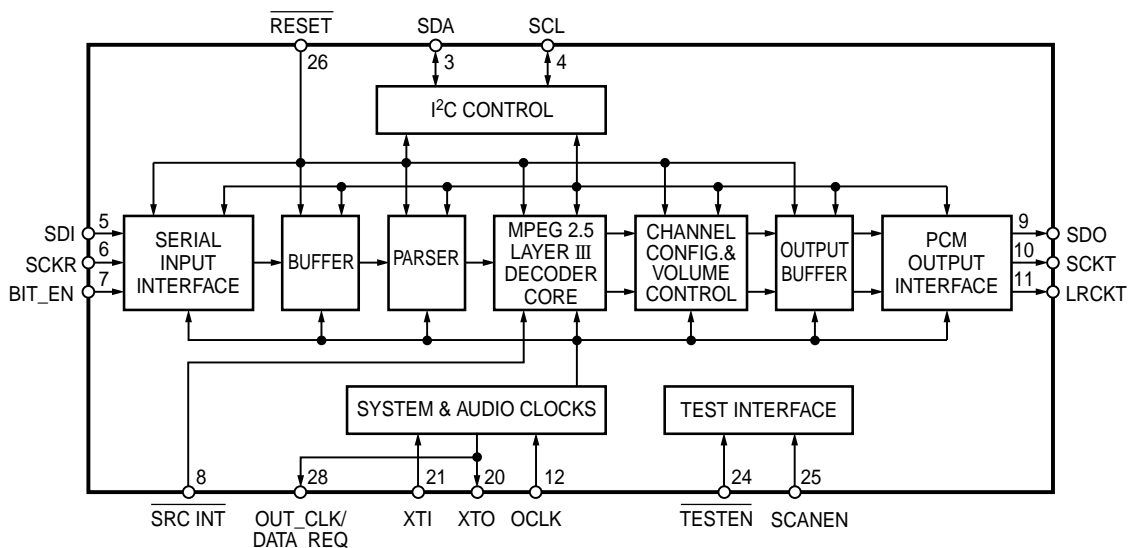 RESET
SDA
SCL
26
3
4
I²C CONTROL
SDI
5
SCKR
6
BIT_EN
7
SERIAL
INPUT
INTERFACE
BUFFER
PARSER
MPEG 2.5
LAYER III
DECODER
CORE
CHANNEL
CONFIG.&
VOLUME
CONTROL
OUTPUT
BUFFER
PCM
OUTPUT
INTERFACE
9
SDO
10
SCKT
11
LRCKT
SYSTEM & AUDIO CLOCKS
TEST INTERFACE
8
28
21
20
12
24
25
SRC INT
OUT_CLK/
DATA_REQ
XTI
XTO
OCLK
TESTEN
SCANEN